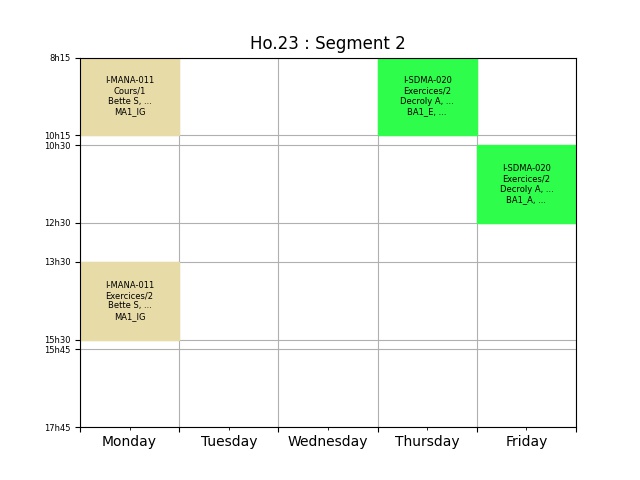 Ho.23 : Segment 2
8h15
I-MANA-011
Cours/1
Bette S, ...
MA1_IG
I-SDMA-020
Exercices/2
Decroly A, ...
BA1_E, ...
10h15
10h30
I-SDMA-020
Exercices/2
Decroly A, ...
BA1_A, ...
12h30
13h30
I-MANA-011
Exercices/2
Bette S, ...
MA1_IG
15h30
15h45
17h45
Monday Tuesday Wednesday Thursday Friday